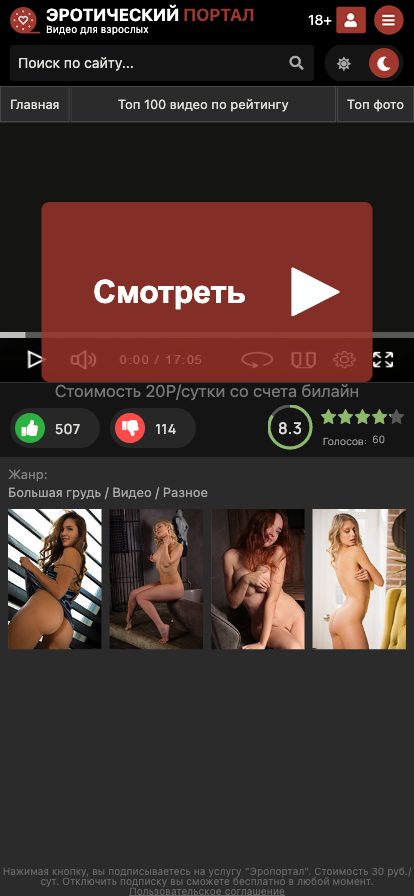 ЭРОТИЧЕСКИЙ ПОРТАЛ
Видео для взрослых
18+
Поиск по сайту...
Главная
Топ 100 видео по рейтингу
Топ фото
Смотреть
0:00 / 17:05
Стоимость 20Р/сутки со счета билайн
507
114
8.3
Голосов: 60
Жанр:
Большая грудь / Видео / Разное
Нажимая кнопку, вы подписываетесь на услугу "Эропортал". Стоимость 30 руб./
сут. Отключить подписку вы сможете бесплатно в любой момент.
Пользовательское соглашение